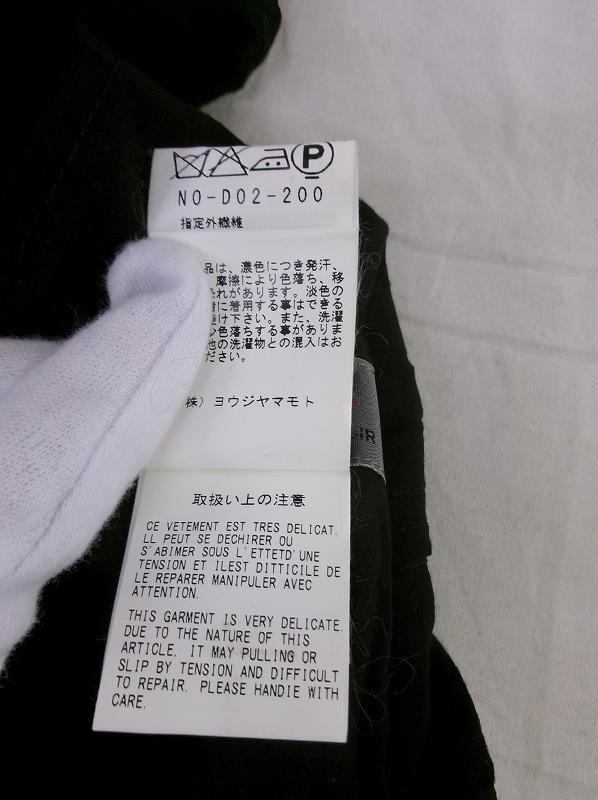 P
NO-D02-200
指定外繊維
品は、濃色につき発汗、
摩擦により色落ち、移
れがあります。淡色の
に着用する事はできる
け下さい。また、洗濯
色落ちする事がありま
他の洗濯物との混入はお
ださい。
株）ヨウジヤマモト
取扱い上の注意
CE VETEMENT EST TRES DELICAT.
LL PEUT SE DECHIRER OU
S'ABIMER SOUS L'ETTETD'UNE
TENSION ET ILEST DITTICILE DE
LE REPARER MANIPULER AVEC
ATTENTION.
THIS GARMENT IS VERY DELICATE.
DUE TO THE NATURE OF THIS
ARTICLE. IT MAY PULLING OR
SLIP BY TENSION AND DIFFICULT
TO REPAIR. PLEASE HANDIE WITH
CARE.